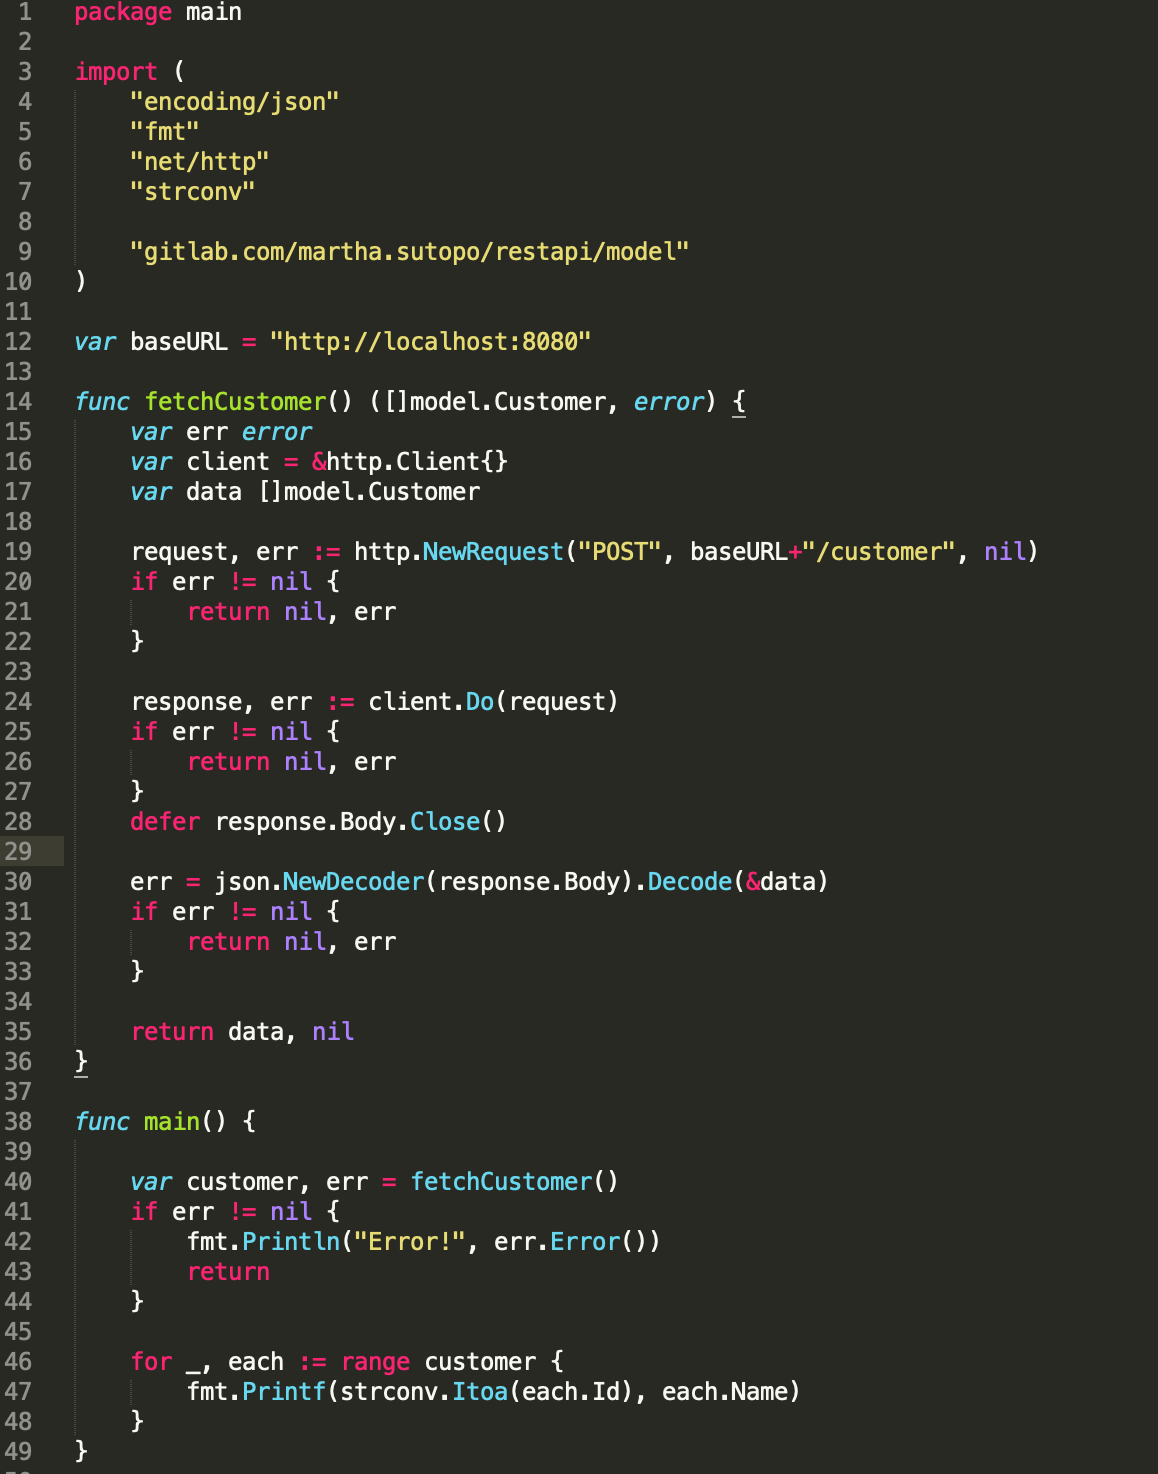 1 package main
2
3 import (
4 "encoding/json"
5 "fmt"
6 "net/http"
7 "strconv"
8
9 "gitlab.com/martha.sutopo/restapi/model"
10 )
11
12 var baseURL = "http://localhost:8080"
13
14 func fetchCustomer() ([]model.Customer, error) {
15 var err error
16 var client = &http.Client{}
17 var data []model.Customer
18
19 request, err := http.NewRequest("POST", baseURL+"/customer", nil)
20 if err != nil {
21 return nil, err
22 }
23
24 response, err := client.Do(request)
25 if err != nil {
26 return nil, err
27 }
28 defer response.Body.Close()
29
30 err = json.NewDecoder(response.Body).Decode(&data)
31 if err != nil {
32 return nil, err
33 }
34
35 return data, nil
36 }
37
38 func main() {
39
40 var customer, err = fetchCustomer()
41 if err != nil {
42 fmt.Println("Error!", err.Error())
43 return
44 }
45
46 for _, each := range customer {
47 fmt.Printf(strconv.Itoa(each.Id), each.Name)
48 }
49 }